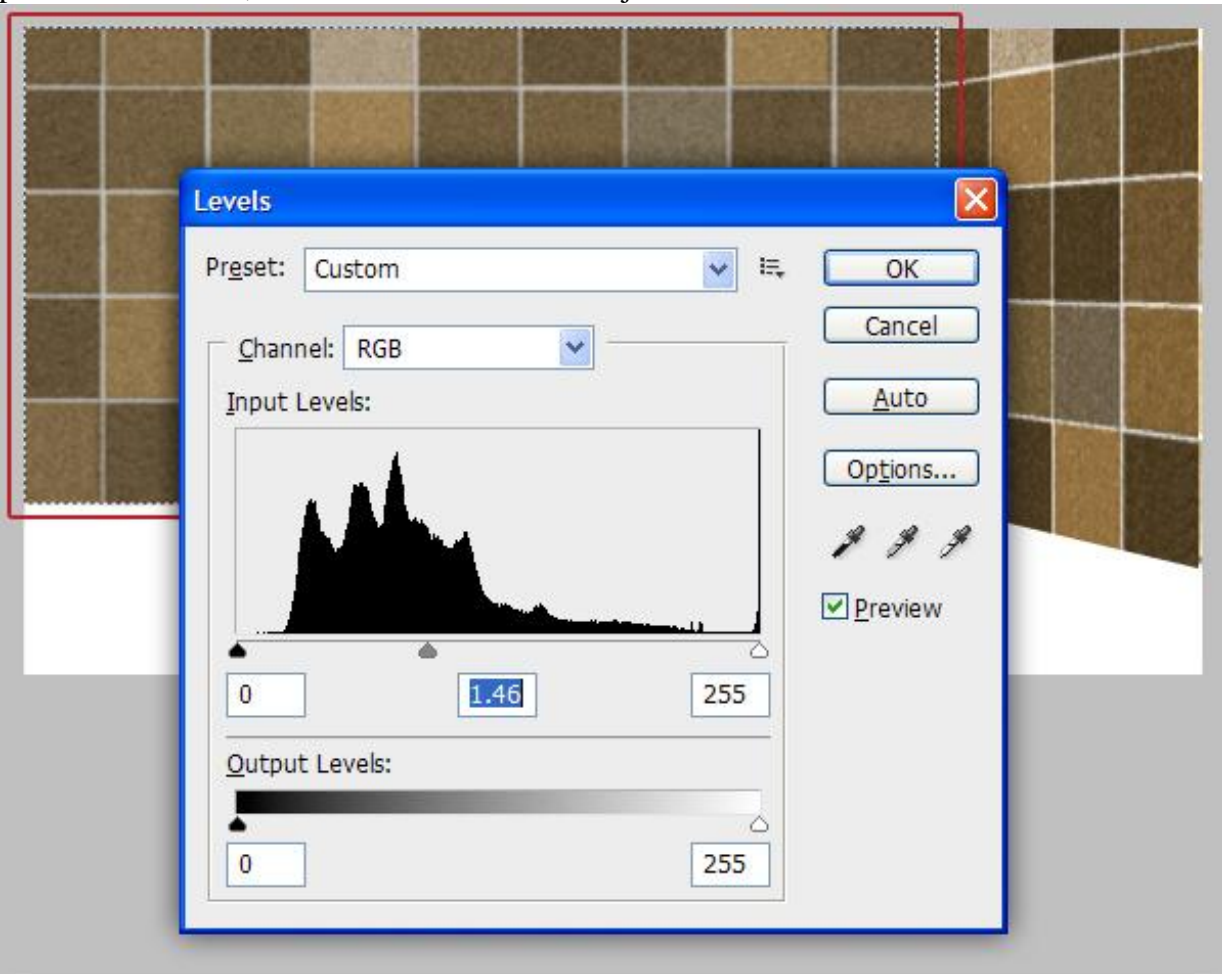 Levels
Preset: Custom
OK
Cancel
Channel: RGB
Auto
Input Levels:
Options...
Preview
0 1.46 255
Output Levels:
0 255